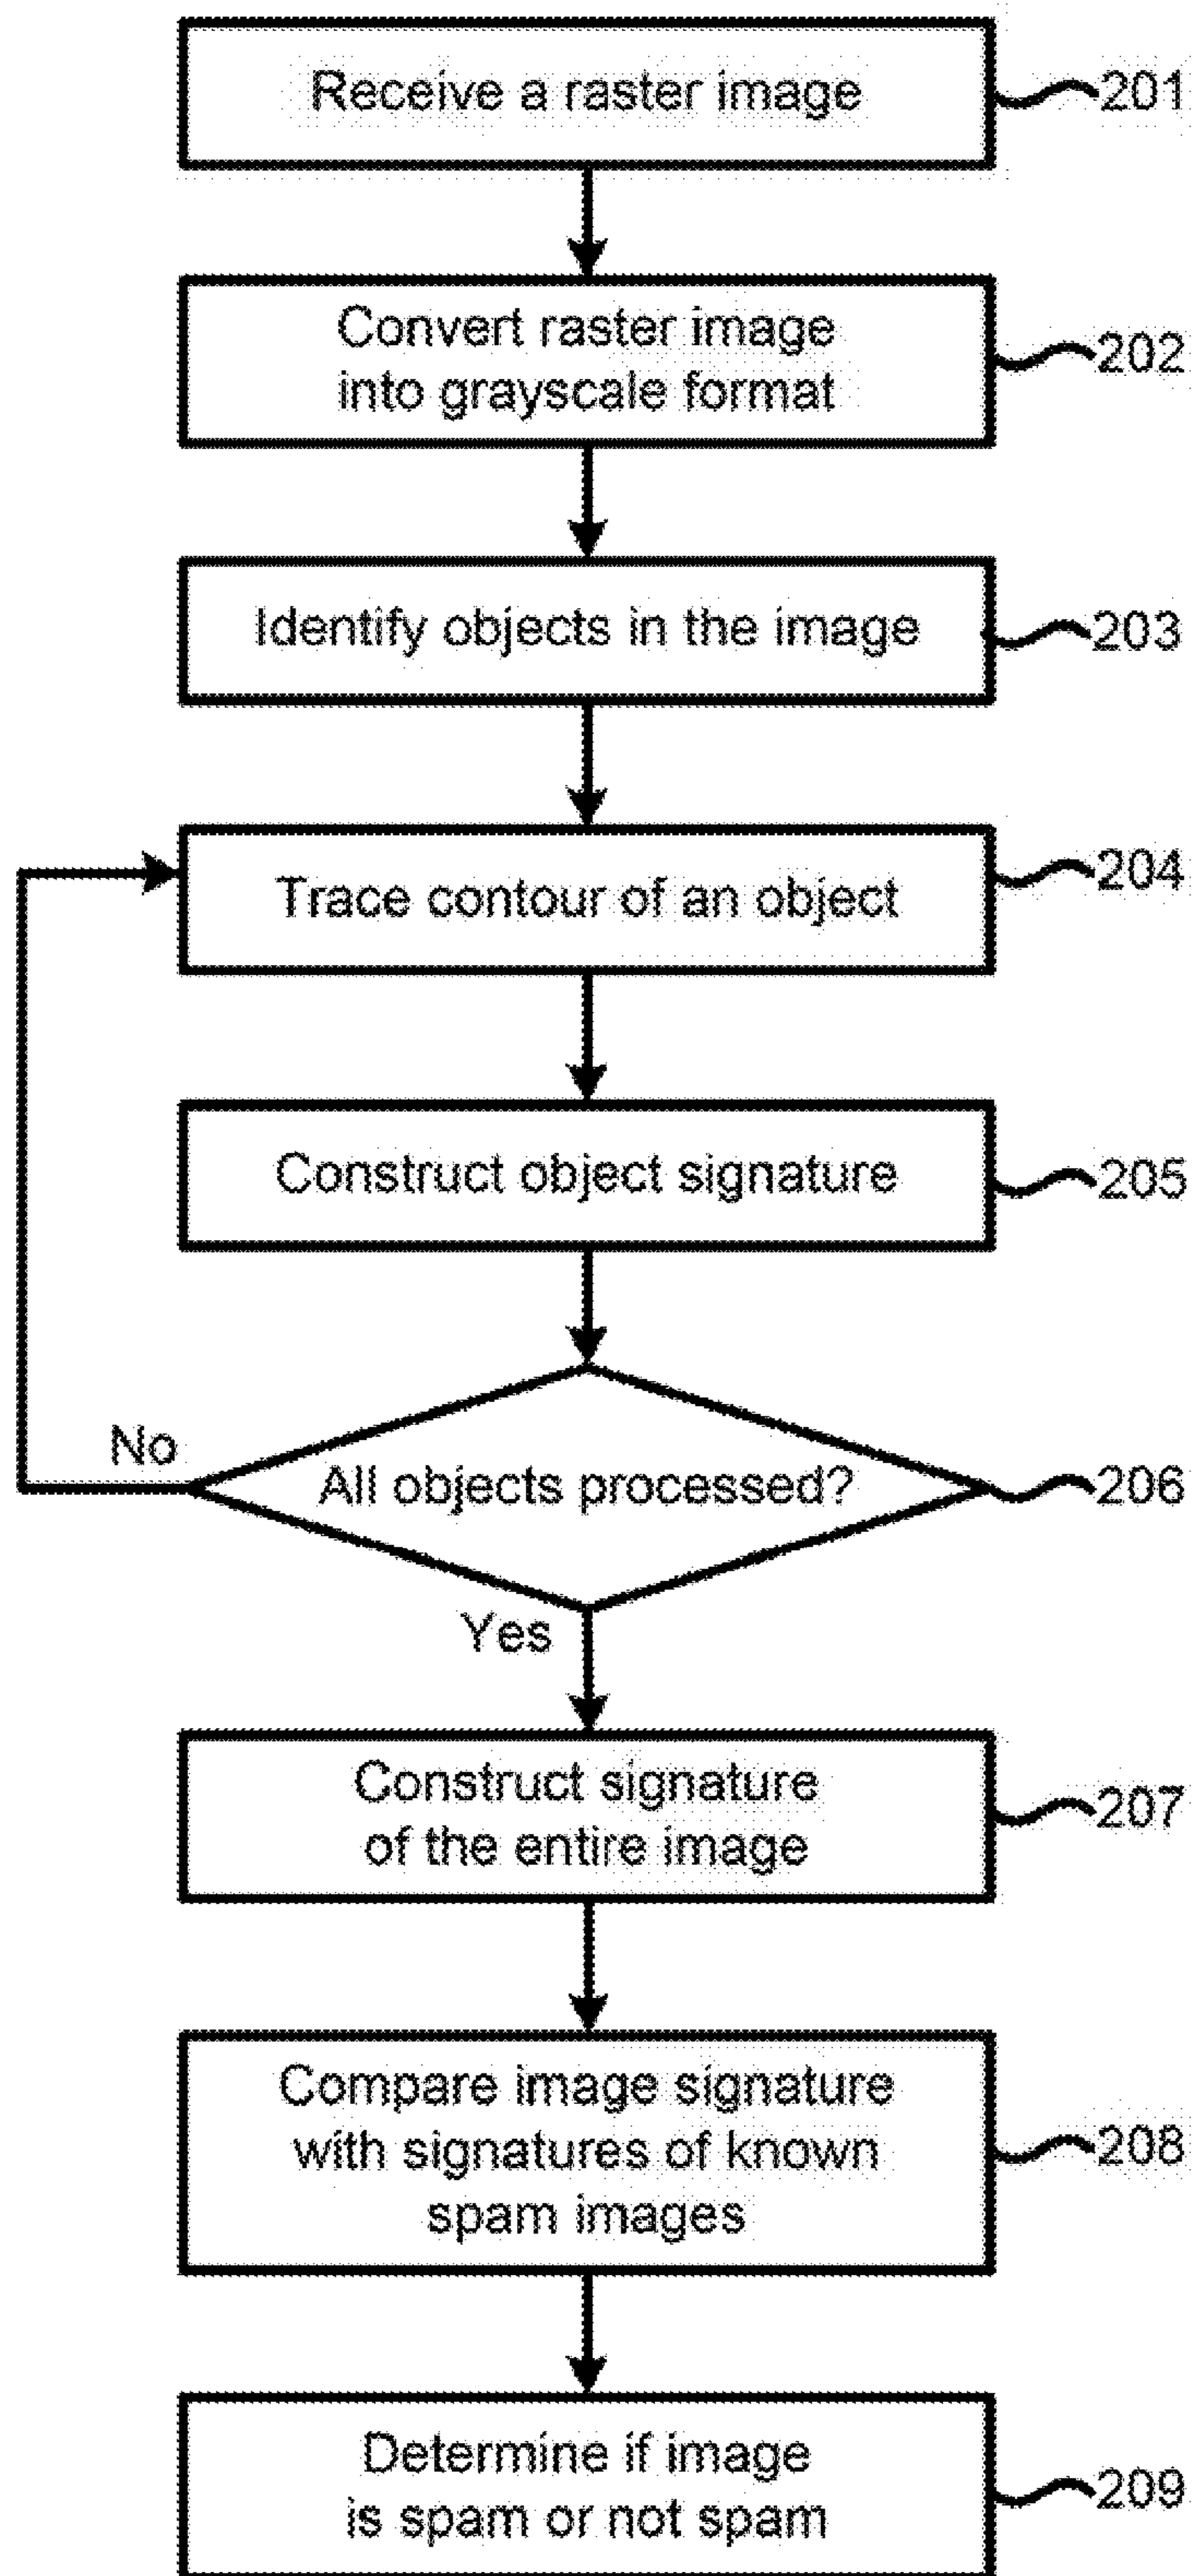 Receive a raster image
201
Convert raster image
into grayscale format
202
Identify objects in the image
203
Trace contour of an object
204
Construct object signature
205
No
All objects processed?
206
Yes
Construct signature
of the entire image
207
Compare image signature
with signatures of known
spam images
208
Determine if image
is spam or not spam
209